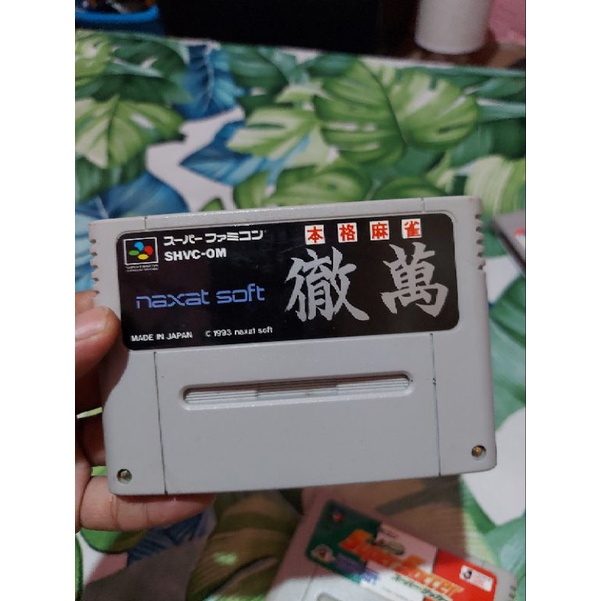 スーパーファミコン
SHVC-OM
本格麻雀
徹萬
naxat soft
MADE IN JAPAN © 1993 naxat soft